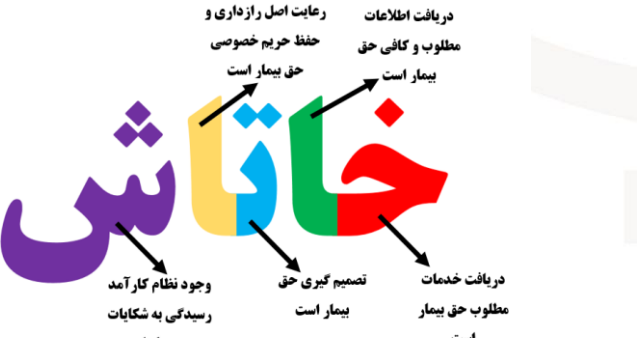 دریافت اطلاعات
مطلوب و کافی حق
بیمار است
رعایت اصل رازداری و
حفظ حریم خصوصی
حق بیمار است
خاتاش
دریافت خدمات
مطلوب حق بیمار
است
تصمیم گیری حق
بیمار است
وجود نظام کارآمد
رسیدگی به شکایات